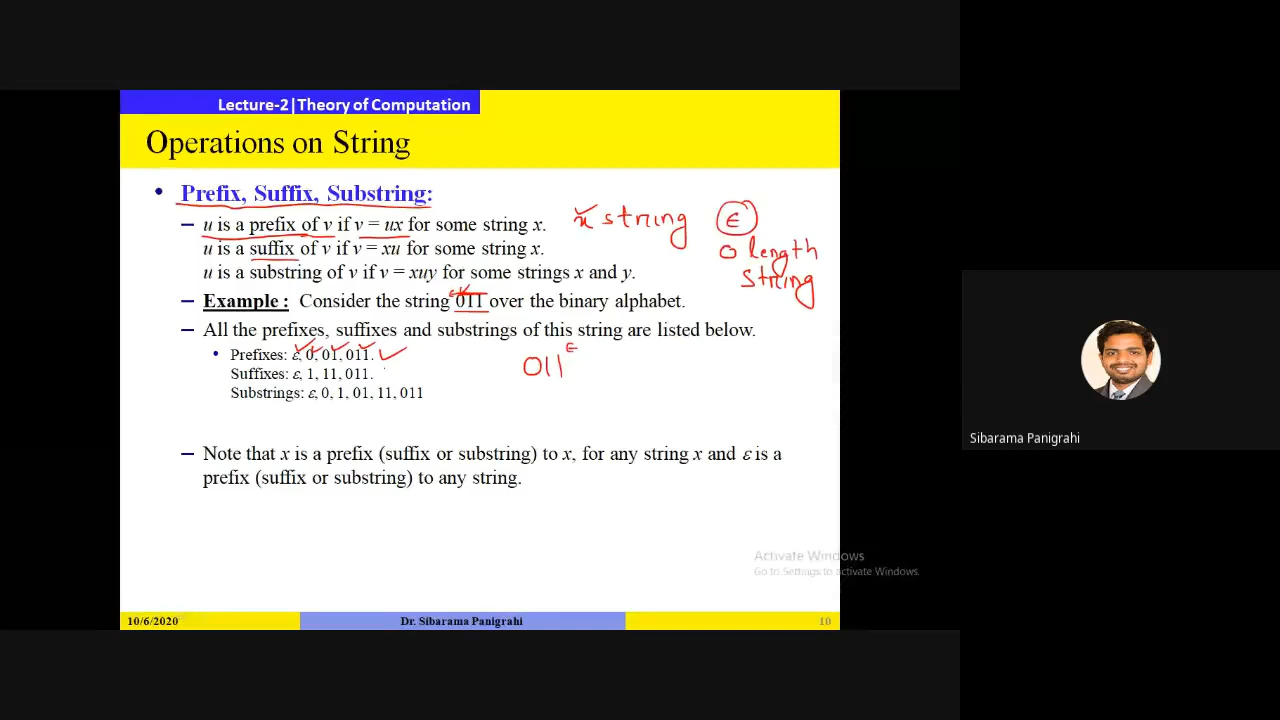 Lecture-2|Theory of Computation
Operations on String
• Prefix, Suffix, Substring:
– u is a prefix of v if v = ux for some string x.
x string ϵ
u is a suffix of v if v = xu for some string x.
0 length
string
u is a substring of v if v = xuy for some strings x and y.
– Example : Consider the string 011 over the binary alphabet.
– All the prefixes, suffixes and substrings of this string are listed below.
• Prefixes: ε, 0, 01, 011.
011 ϵ
Suffixes: ε, 1, 11, 011.
Substrings: ε, 0, 1, 01, 11, 011
– Note that x is a prefix (suffix or substring) to x, for any string x and ε is a
prefix (suffix or substring) to any string.
Sibarama Panigrahi
Activate Windows
Go to Settings to activate Windows.
10/6/2020
Dr. Sibarama Panigrahi
10